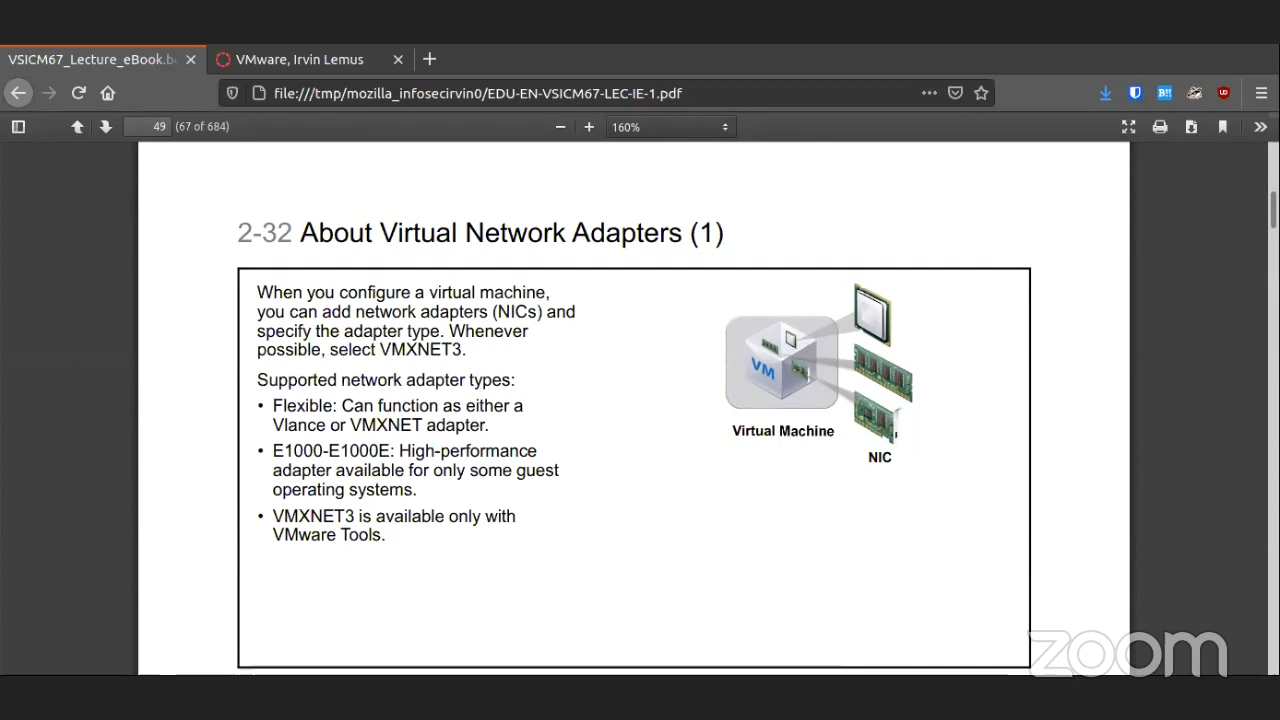 VSICM67_Lecture_eBook.b
VMware, Irvin Lemus
file:///tmp/mozilla_infosecirvin0/EDU-EN-VSICM67-LEC-IE-1.pdf
49 (67 of 684)
160%
2-32 About Virtual Network Adapters (1)
When you configure a virtual machine,
you can add network adapters (NICs) and
specify the adapter type. Whenever
possible, select VMXNET3.
Supported network adapter types:
• Flexible: Can function as either a
Vlance or VMXNET adapter.
• E1000-E1000E: High-performance
adapter available for only some guest
operating systems.
• VMXNET3 is available only with
VMware Tools.
VM
Virtual Machine
NIC
zoom